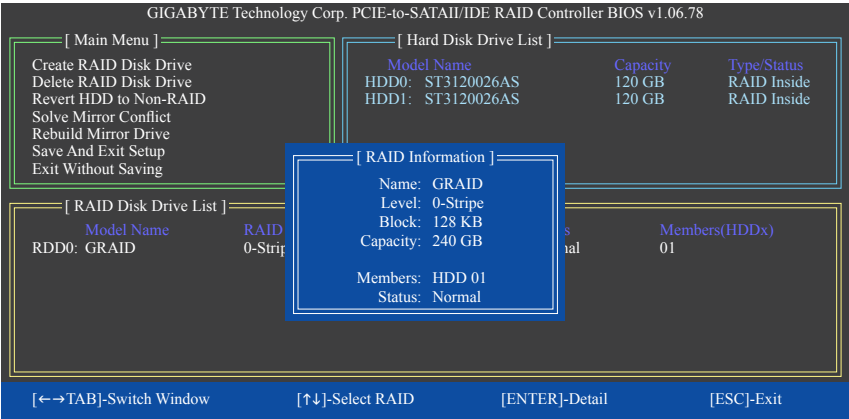 GIGABYTE Technology Corp. PCIE-to-SATAII/IDE RAID Controller BIOS v1.06.78
[ Main Menu ]
Create RAID Disk Drive
Delete RAID Disk Drive
Revert HDD to Non-RAID
Solve Mirror Conflict
Rebuild Mirror Drive
Save And Exit Setup
Exit Without Saving
[ Hard Disk Drive List ]
Model Name Capacity Type/Status
HDD0: ST3120026AS 120 GB RAID Inside
HDD1: ST3120026AS 120 GB RAID Inside
[ RAID Information ]
Name: GRAID
Level: 0-Stripe
Block: 128 KB
Capacity: 240 GB
Members: HDD 01
Status: Normal
[ RAID Disk Drive List ]
Model Name RAID Members(HDDx)
RDD0: GRAID 0-Strip 01
[←→TAB]-Switch Window [↑↓]-Select RAID [ENTER]-Detail [ESC]-Exit